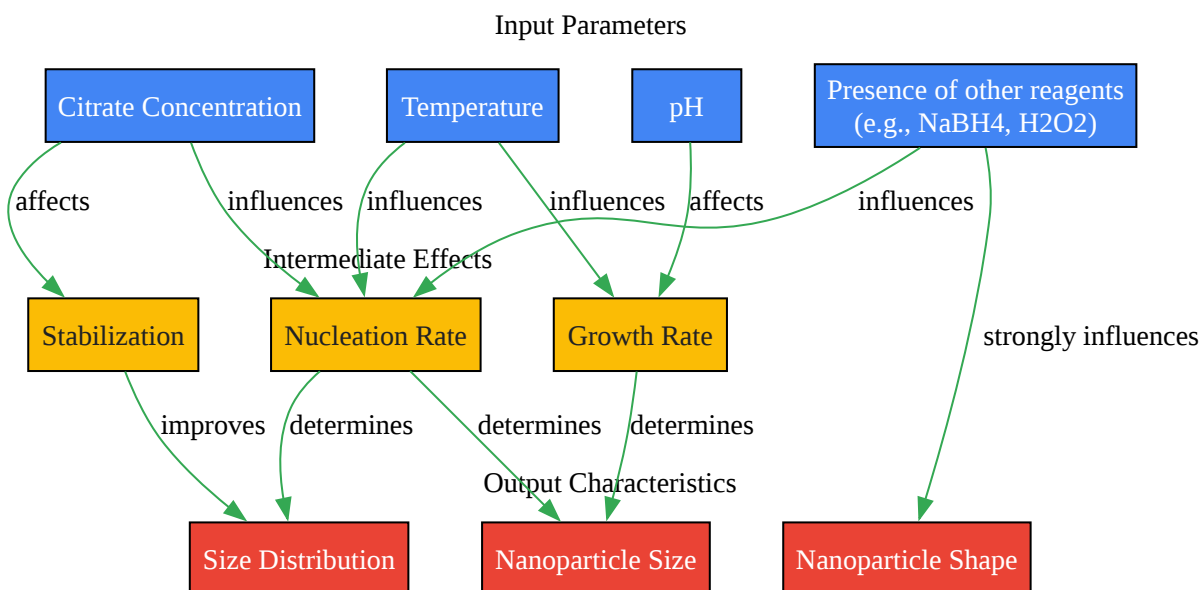 Input Parameters
Citrate Concentration
Temperature
pH
Presence of other reagents
(e.g., NaBH4, H2O2)
affects
influences
influences
influences
affects
influences
Intermediate Effects
Stabilization
Nucleation Rate
Growth Rate
strongly influences
improves
determines
determines
determines
Output Characteristics
Size Distribution
Nanoparticle Size
Nanoparticle Shape